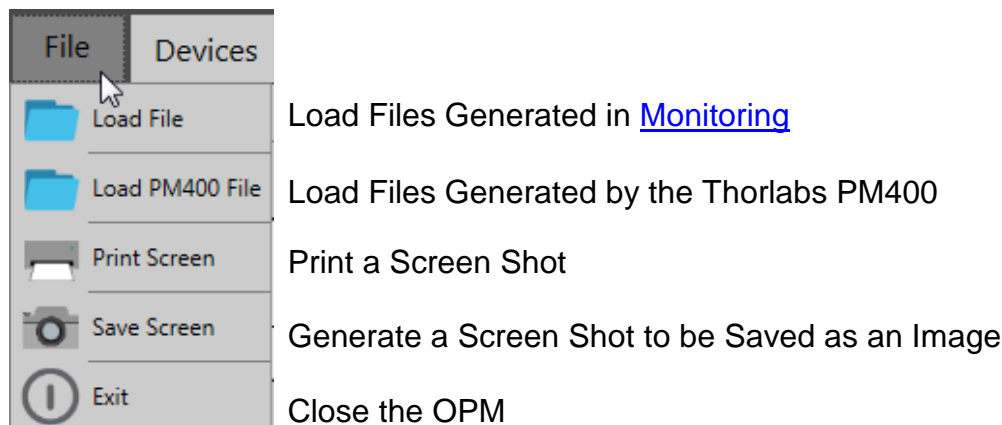 File Devices
Load File Load Files Generated in Monitoring
Load PM400 File Load Files Generated by the Thorlabs PM400
Print Screen Print a Screen Shot
Save Screen Generate a Screen Shot to be Saved as an Image
Exit Close the OPM